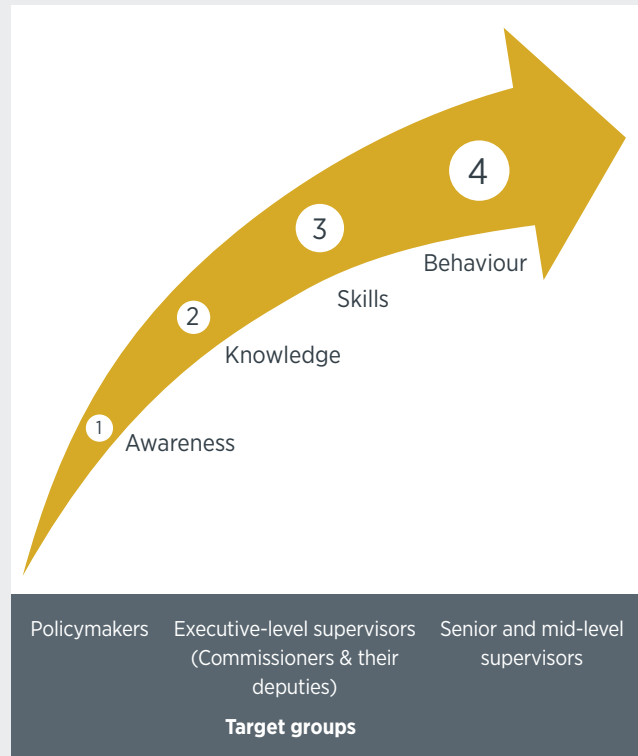 4
Behaviour
3
Skills
2
Knowledge
1
Awareness
Policymakers
Executive-level supervisors
(Commissioners & their
deputies)
Senior and mid-level
supervisors
Target groups